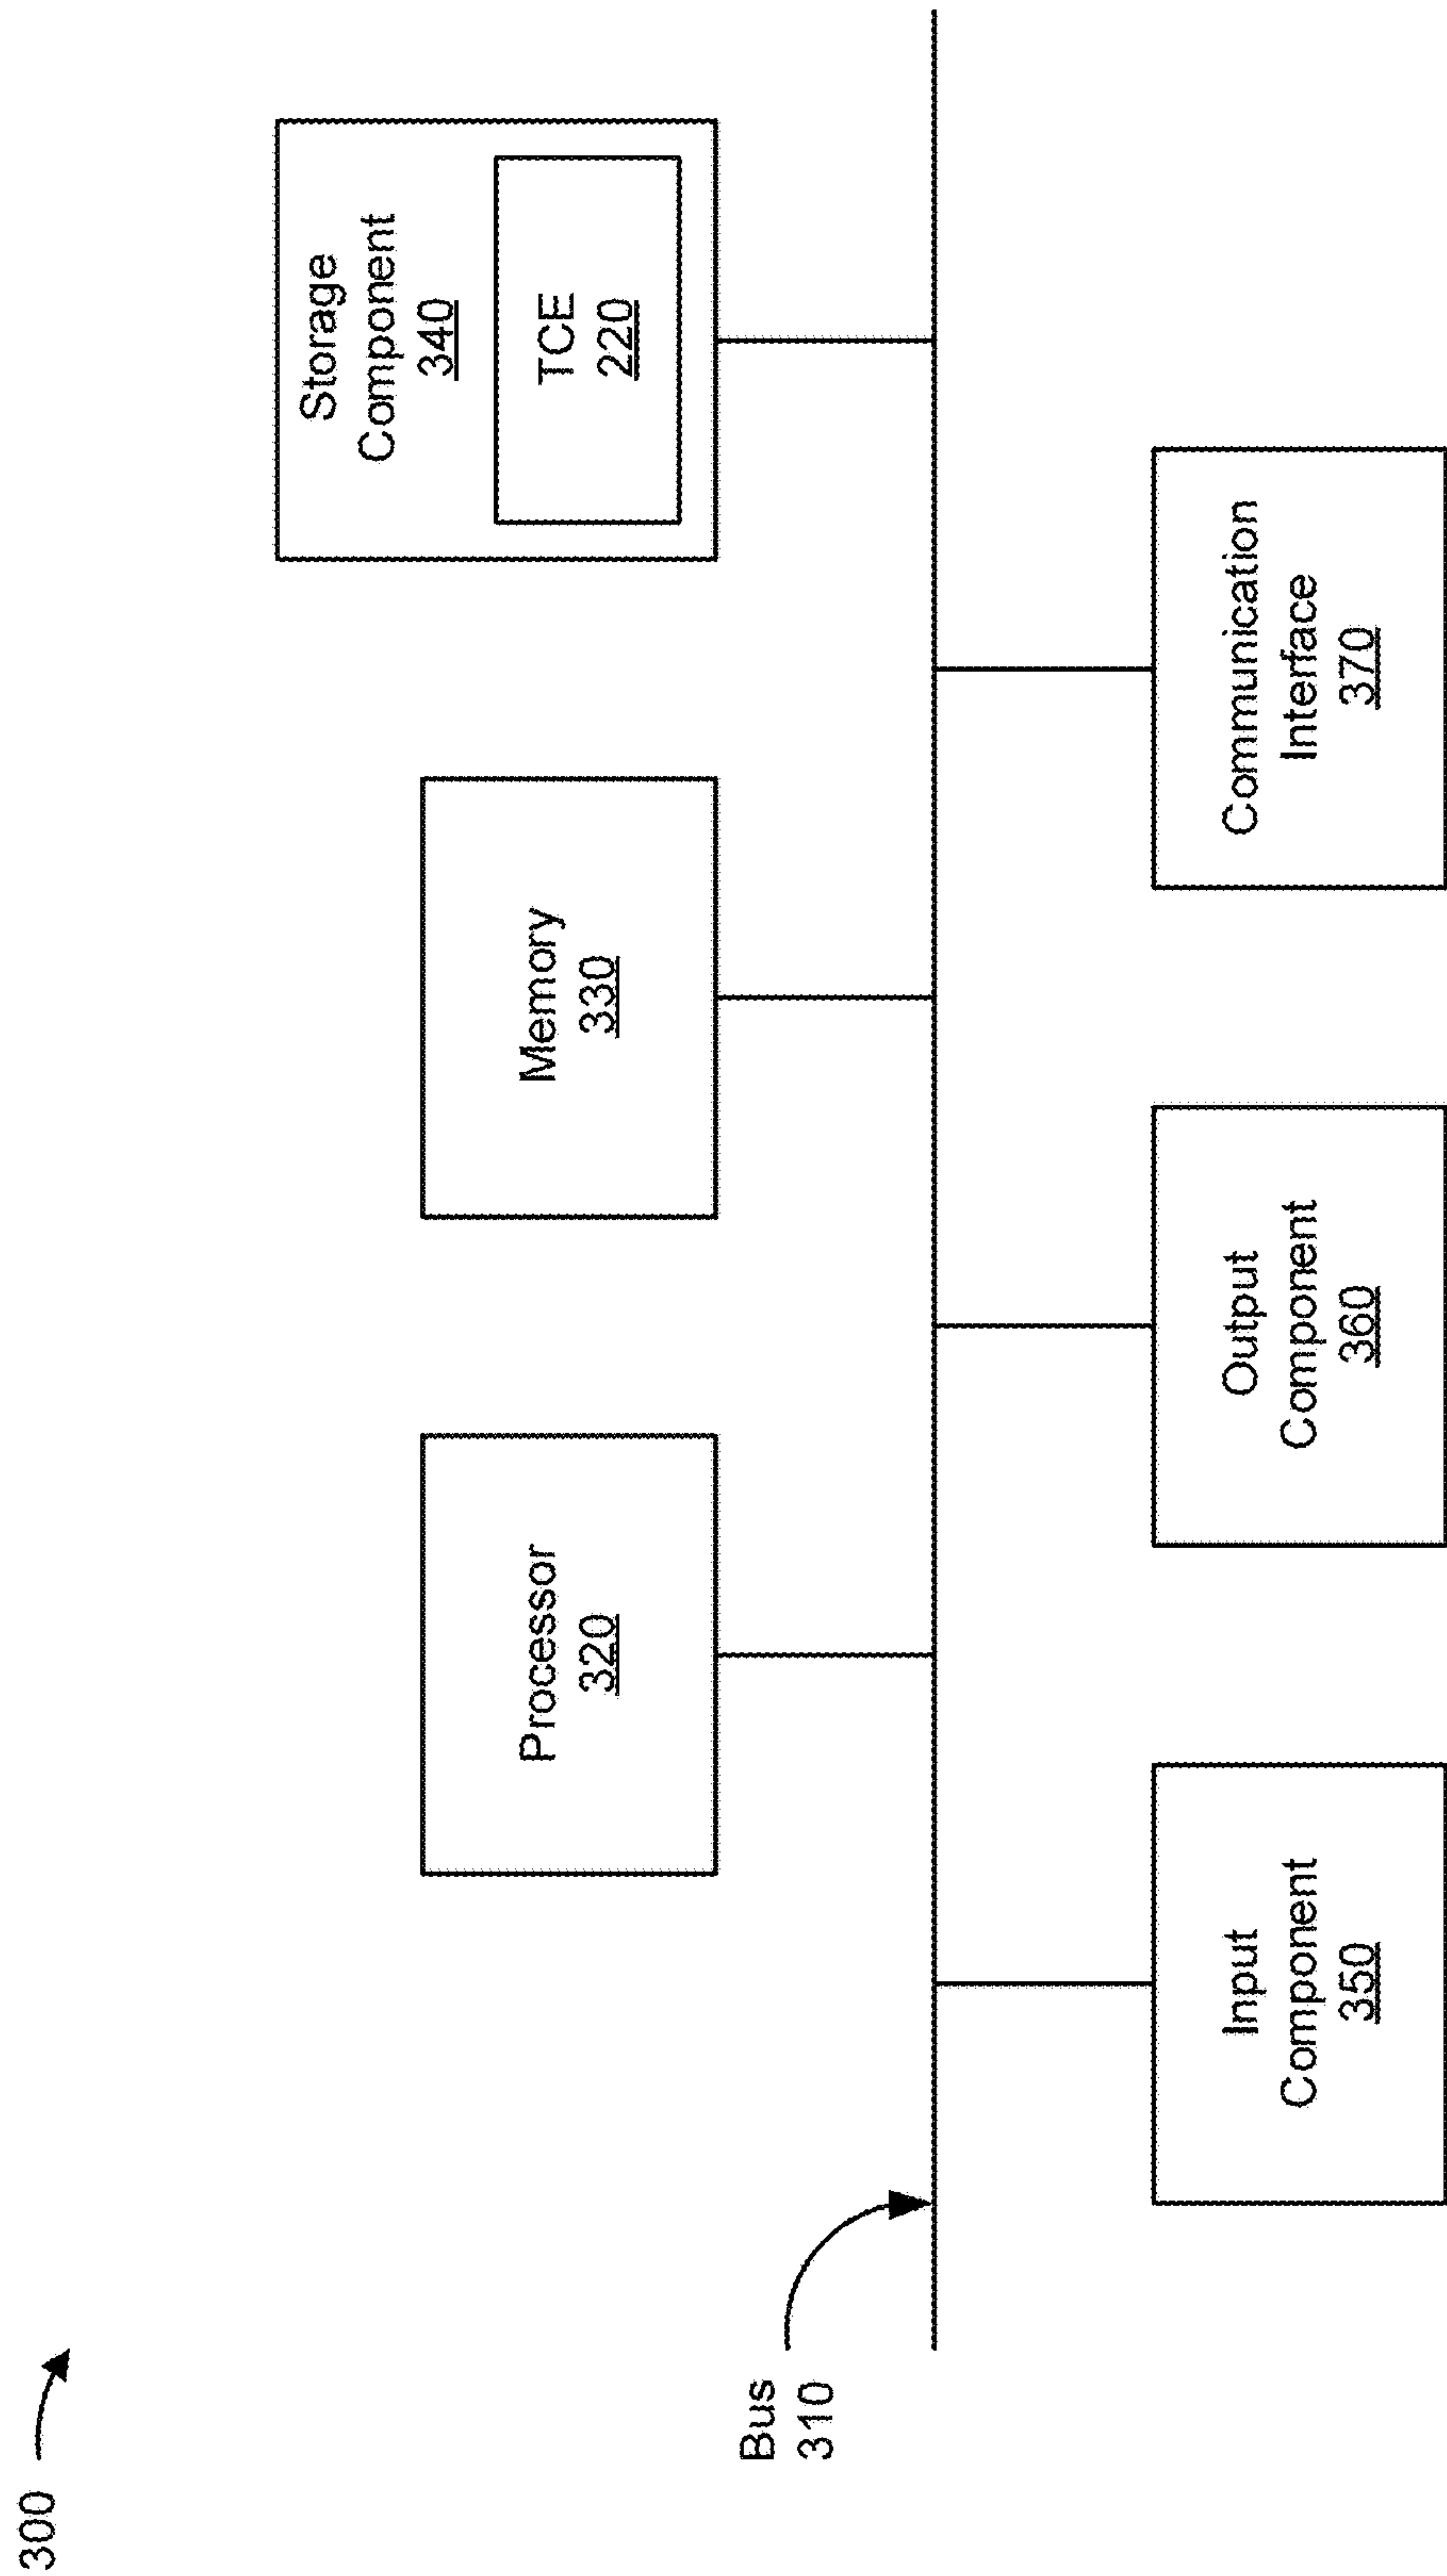 300
Bus
310
Processor
320
Memory
330
Storage
Component
340
TCE
220
Input
Component
350
Output
Component
360
Communication
Interface
370